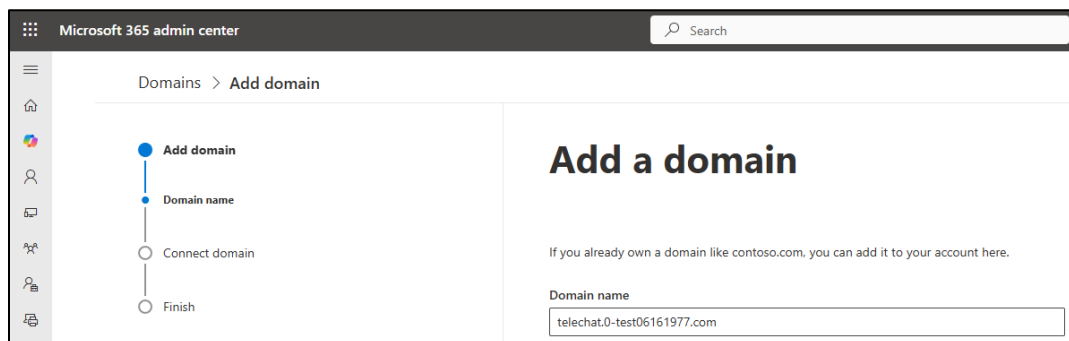 Microsoft 365 admin center
Search
Domains > Add domain
Add domain
Domain name
Connect domain
Finish
Add a domain
If you already own a domain like contoso.com, you can add it to your account here.
Domain name
telechat.0-test06161977.com